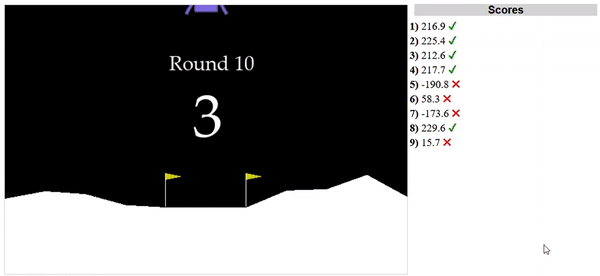 Round 10
3
Scores
1) 216.9 ✓
2) 225.4 ✓
3) 212.6 ✓
4) 217.7 ✓
5) -190.8 ✕
6) 58.3 ✕
7) -173.6 ✕
8) 229.6 ✓
9) 15.7 ✕